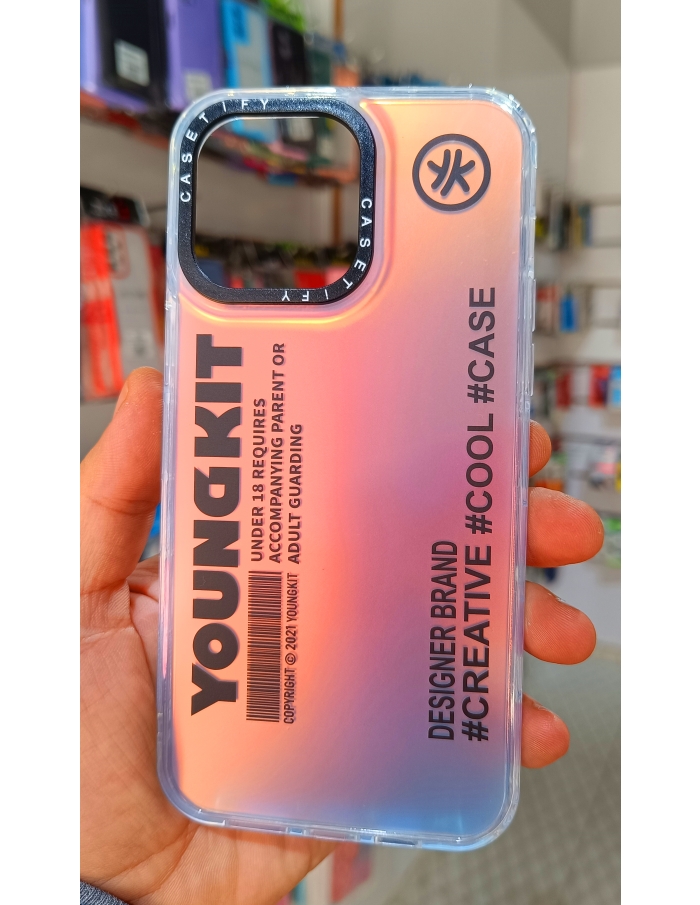 CASETIFY
CASETIFY
YOUNGKIT
UNDER 18 REQUIRES
ACCOMPANYING PARENT OR
ADULT GUARDING
COPYRIGHT © 2021 YOUNGKIT
DESIGNER BRAND
#CREATIVE #COOL #CASE